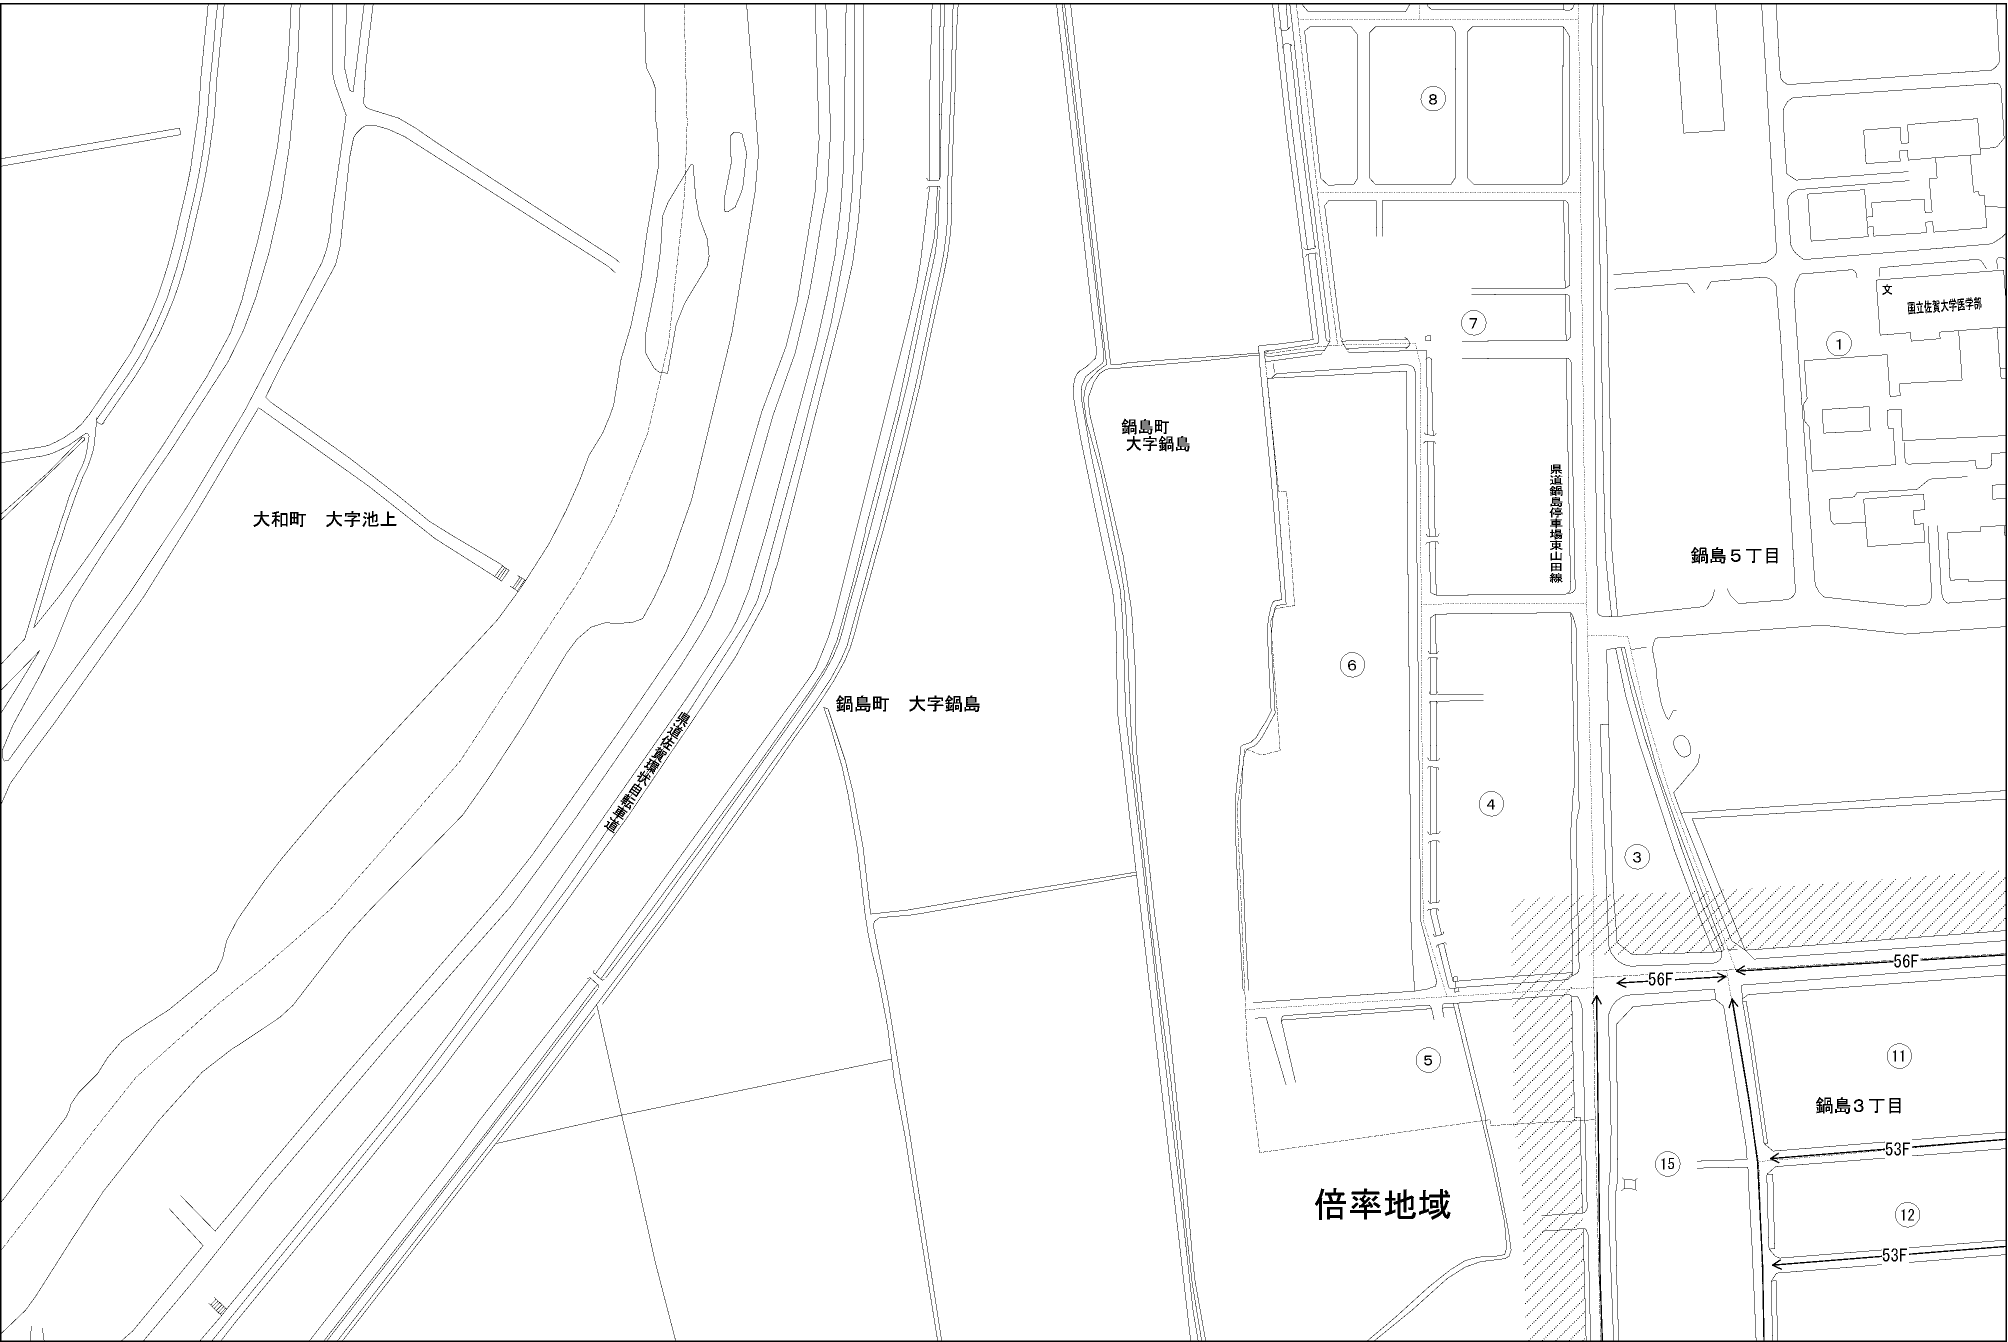 ⑧
文
国立佐賀大学医学部
⑦
①
鍋島町
大字鍋島
県道鍋島停車場東山田線
大和町　大字池上
鍋島５丁目
⑥
鍋島町　大字鍋島
県道佐賀環状自転車道
④
③
56F
56F
⑤
⑪
鍋島３丁目
53F
⑮
倍率地域
⑫
53F